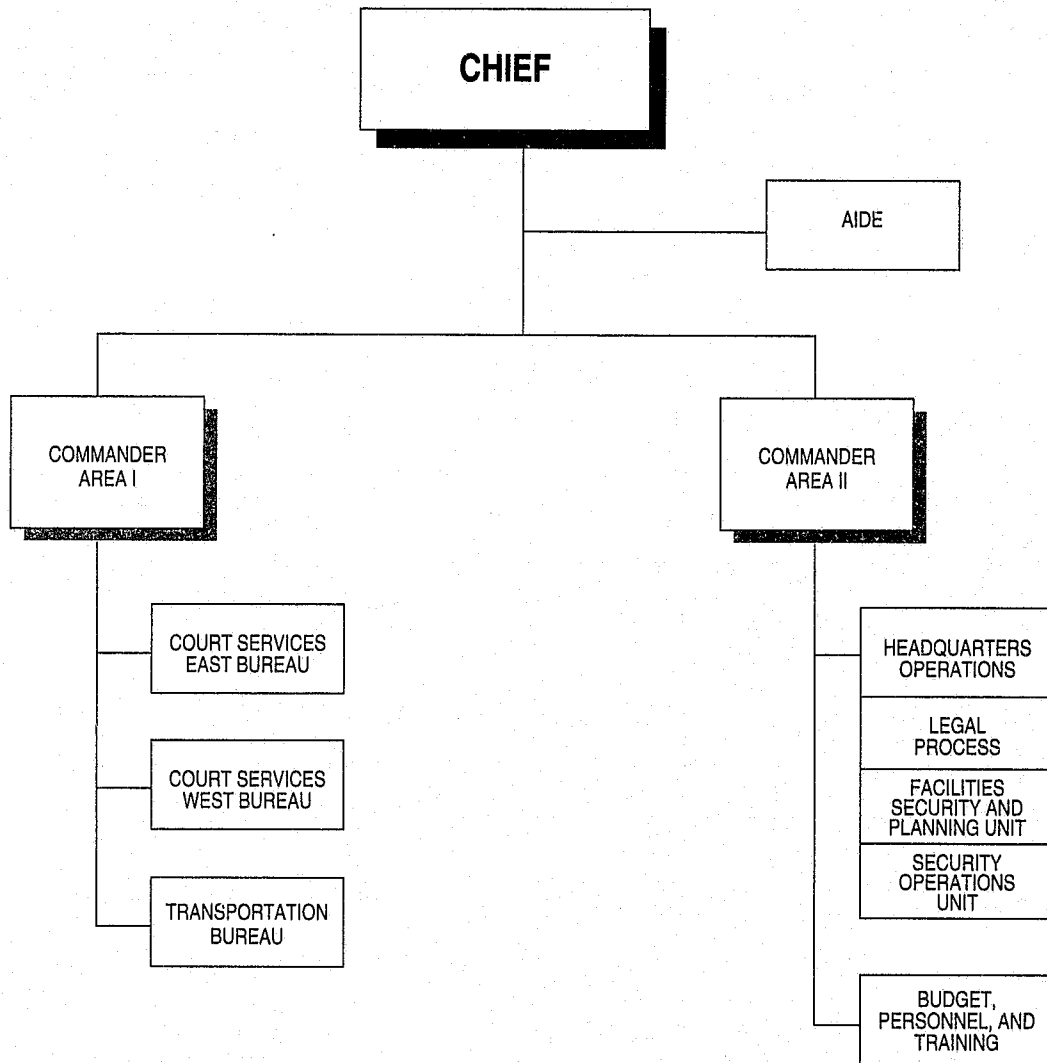 CHIEF
AIDE
COMMANDER
AREA I
COMMANDER
AREA II
COURT SERVICES
EAST BUREAU
COURT SERVICES
WEST BUREAU
TRANSPORTATION
BUREAU
HEADQUARTERS
OPERATIONS
LEGAL
PROCESS
FACILITIES
SECURITY AND
PLANNING UNIT
SECURITY
OPERATIONS
UNIT
BUDGET,
PERSONNEL, AND
TRAINING